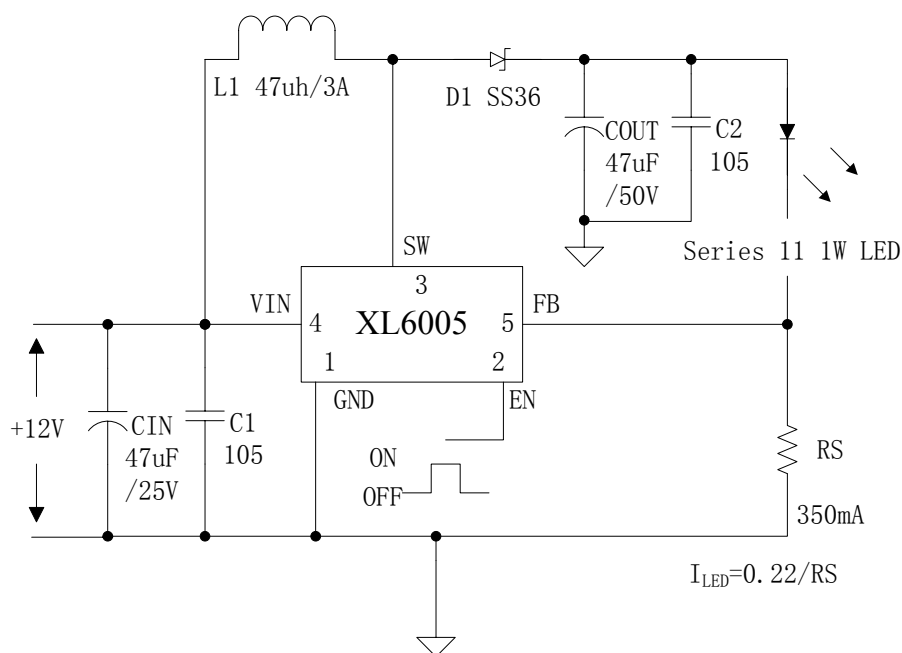 L1 47uh/3A
D1 SS36
COUT
47uF
/50V
C2
105
Series 11 1W LED
SW
3
VIN
4
XL6005
5
FB
1
GND
2
EN
+12V
CIN
47uF
/25V
C1
105
ON
OFF
RS
350mA
I_LED=0.22/RS